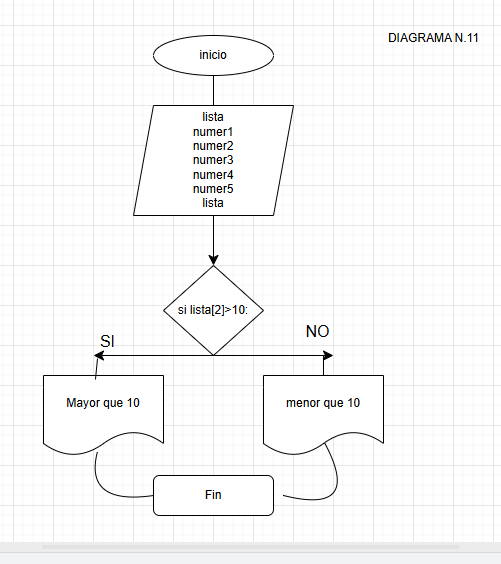 DIAGRAMA N.11
inicio
lista
numer1
numer2
numer3
numer4
numer5
lista
si lista[2]>10:
SI
NO
Mayor que 10
menor que 10
Fin